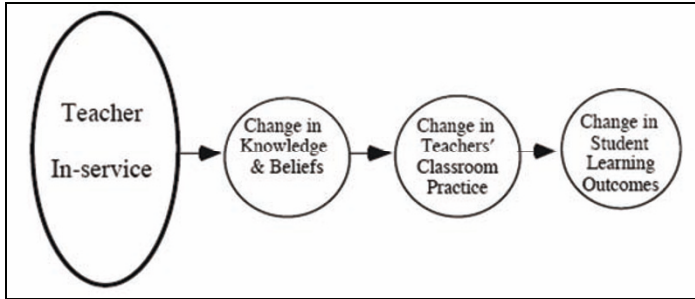 Teacher
In-service
Change in
Knowledge
& Beliefs
Change in
Teachers'
Classroom
Practice
Change in
Student
Learning
Outcomes